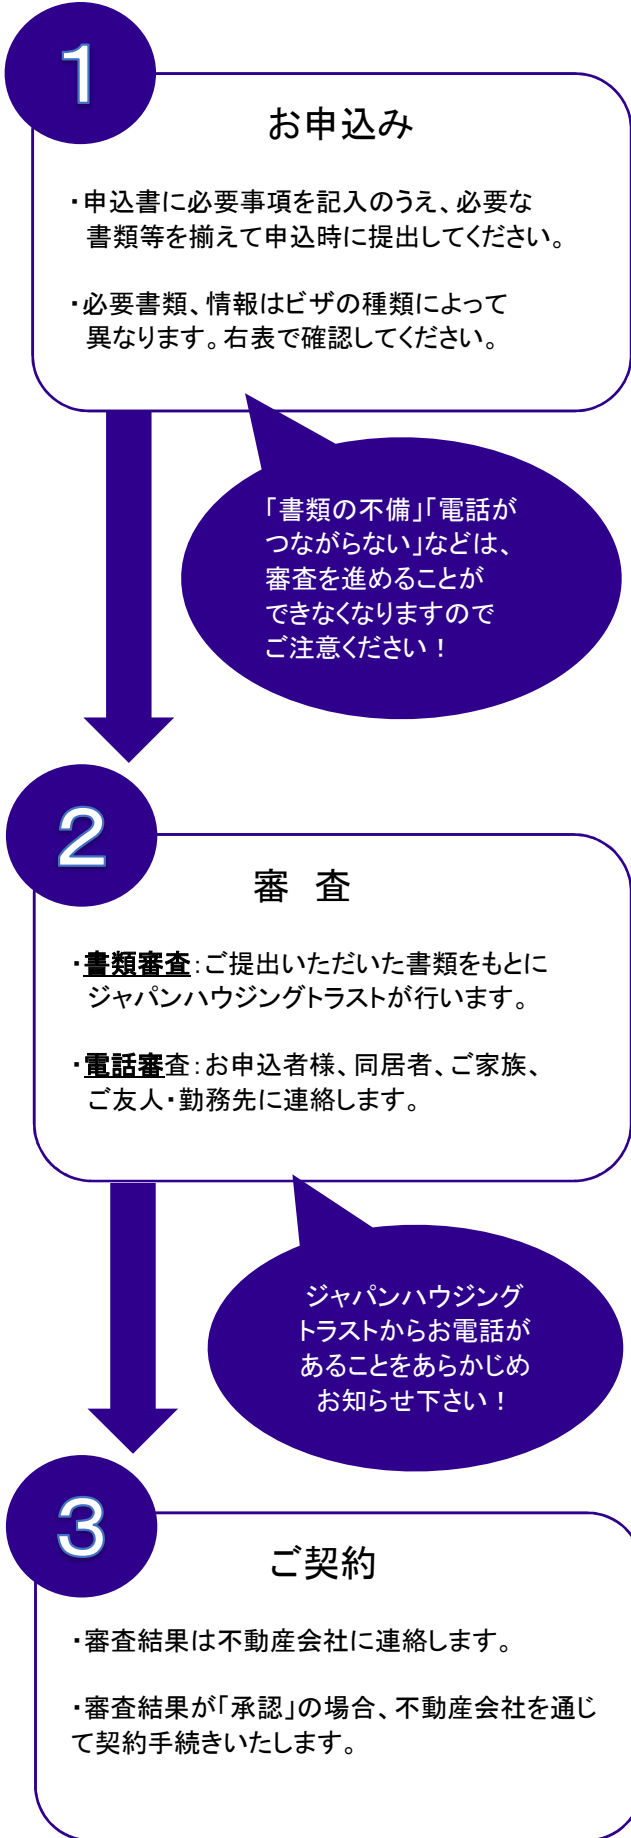 1
お申込み
・申込書に必要事項を記入のうえ、必要な
書類等を揃えて申込時に提出してください。
・必要書類、情報はビザの種類によって
異なります。右表で確認してください。
「書類の不備」「電話が
つながらない」などは、
審査を進めることが
できなくなりますので
ご注意ください！
2
審　査
・書類審査：ご提出いただいた書類をもとに
ジャパンハウジングトラストが行います。
・電話審査：お申込者様、同居者、ご家族、
ご友人・勤務先に連絡します。
ジャパンハウジング
トラストからお電話が
あることをあらかじめ
お知らせ下さい！
3
ご契約
・審査結果は不動産会社に連絡します。
・審査結果が「承認」の場合、不動産会社を通じ
て契約手続きいたします。